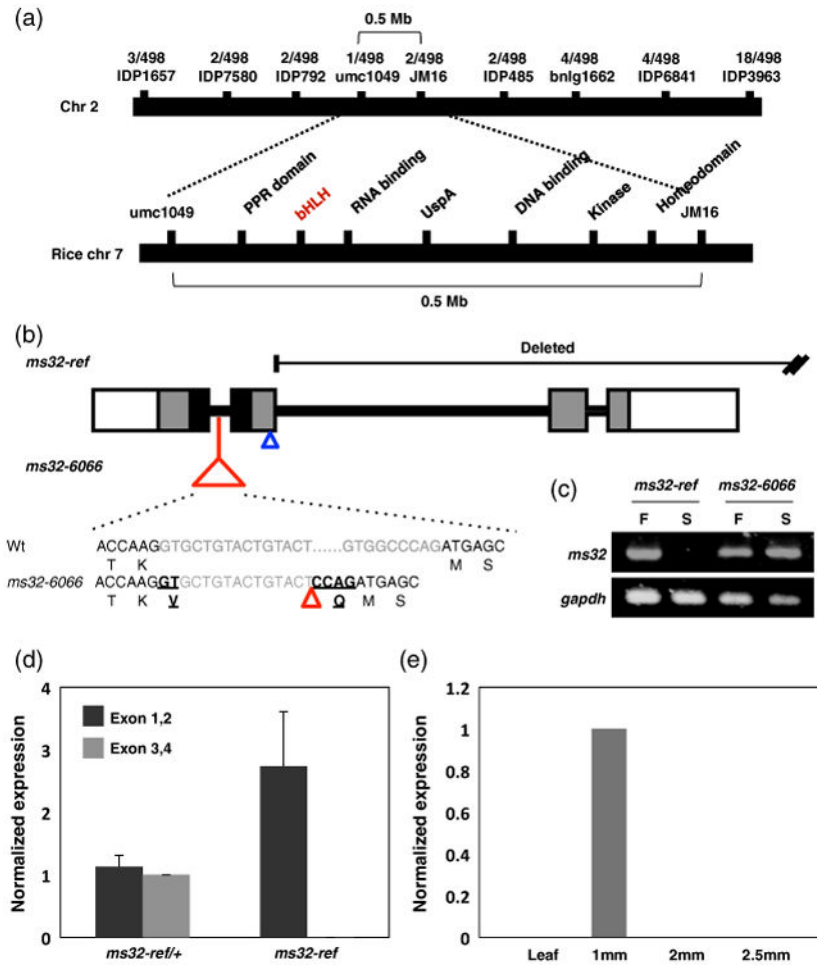 (a)
0.5 Mb
3/498 2/498 2/498 1/498 2/498 2/498 4/498 4/498 18/498
IDP1657 IDP7580 IDP792 umc1049 JM16 IDP485 bnlg1662 IDP6841 IDP3963
Chr 2
umc1049 PPR domain bHLH RNA binding UspA DNA binding Kinase Homeodomain JM16
Rice chr 7
0.5 Mb
(b)
ms32-ref
Deleted
ms32-6066
Wt ACCAAGGTGCTGTACTGTACT......GTGGCCCAGATGAGC
T K M S
ms32-6066 ACCAAGGTGCTGTACTGTACTCCAGATGAGC
T K V Q M S
(c)
ms32-ref ms32-6066
F S F S
ms32
gapdh
(d)
Normalized expression
4
3
2
1
0
Exon 1,2
Exon 3,4
ms32-ref/+ ms32-ref
(e)
Normalized expression
1.2
1
0.8
0.6
0.4
0.2
0
Leaf 1mm 2mm 2.5mm